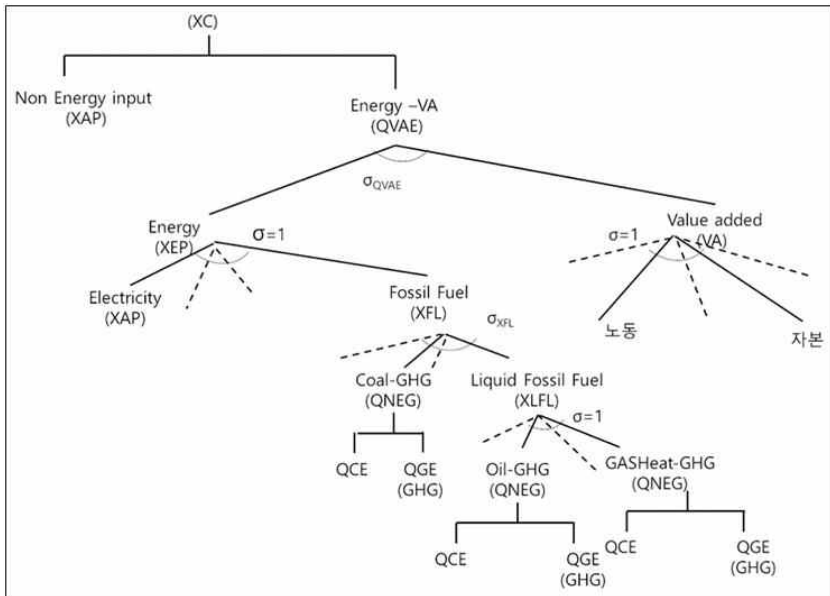 (XC)
Non Energy input
(XAP)
Energy –VA
(QVAE)
σQVAE
Energy
(XEP)
σ=1
Value added
(VA)
σ=1
Electricity
(XAP)
Fossil Fuel
(XFL)
σXFL
노동
자본
Coal-GHG
(QNEG)
Liquid Fossil Fuel
(XLFL)
σ=1
QCE
QGE
(GHG)
Oil-GHG
(QNEG)
GASHeat-GHG
(QNEG)
QCE
QGE
(GHG)
QCE
QGE
(GHG)